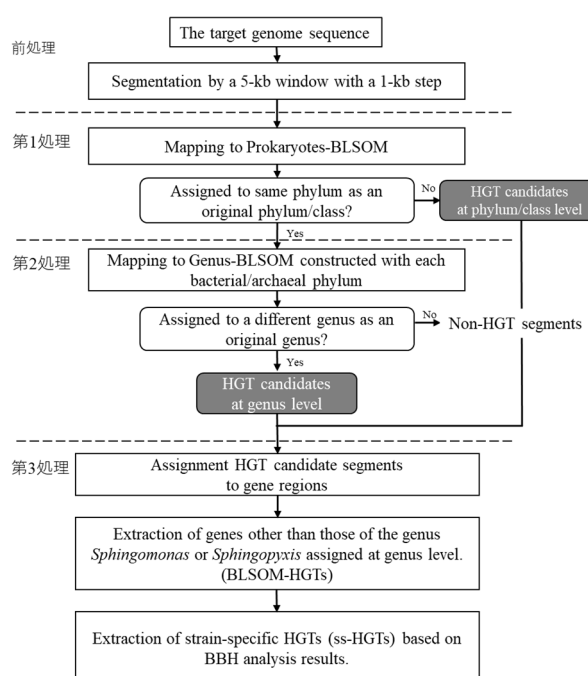 前処理
The target genome sequence
Segmentation by a 5-kb window with a 1-kb step
第1処理
Mapping to Prokaryotes-BLSOM
Assigned to same phylum as an
original phylum/class?
No
HGT candidates
at phylum/class level
Yes
第2処理
Mapping to Genus-BLSOM constructed with each
bacterial/archaeal phylum
Assigned to a different genus as an
original genus?
No
Non-HGT segments
Yes
HGT candidates
at genus level
第3処理
Assignment HGT candidate segments
to gene regions
Extraction of genes other than those of the genus
Sphingomonas or Sphingopyxis assigned at genus level.
(BLSOM-HGTs)
Extraction of strain-specific HGTs (ss-HGTs) based on
BBH analysis results.